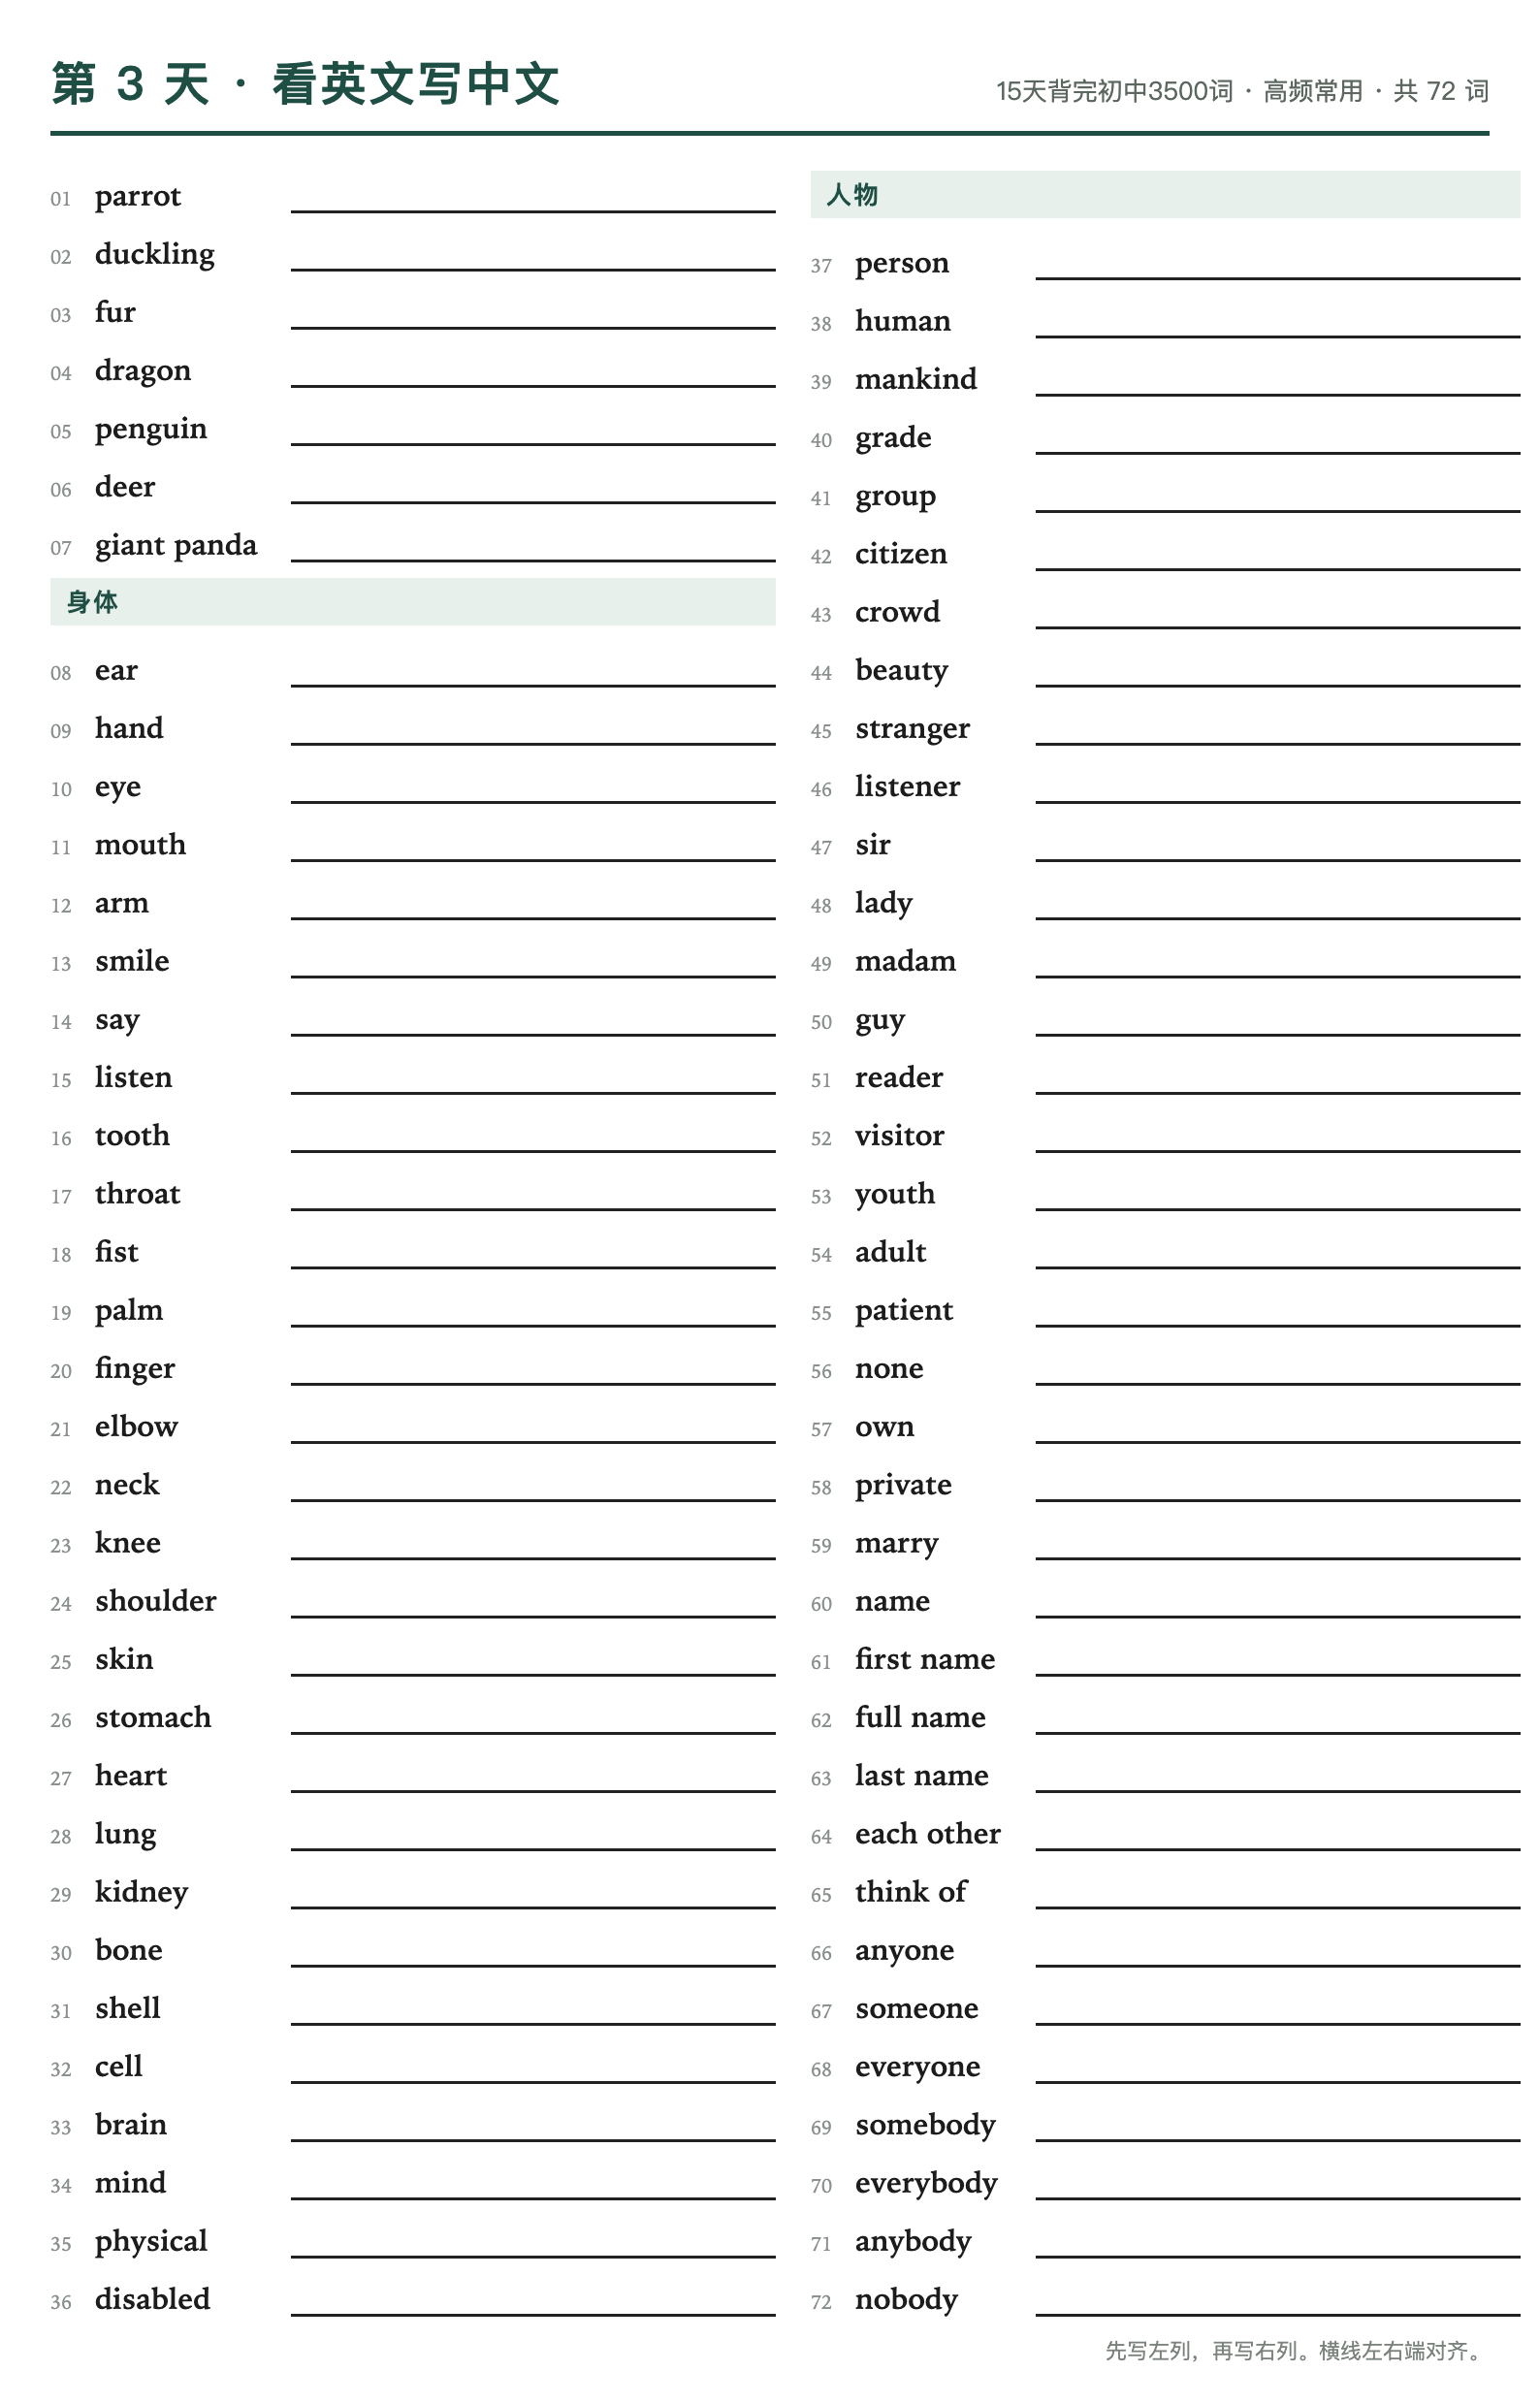 第 3 天 · 看英文写中文
15天背完初中3500词 · 高频常用 · 共 72 词
01 parrot
02 duckling
03 fur
04 dragon
05 penguin
06 deer
07 giant panda
身体
08 ear
09 hand
10 eye
11 mouth
12 arm
13 smile
14 say
15 listen
16 tooth
17 throat
18 fist
19 palm
20 finger
21 elbow
22 neck
23 knee
24 shoulder
25 skin
26 stomach
27 heart
28 lung
29 kidney
30 bone
31 shell
32 cell
33 brain
34 mind
35 physical
36 disabled
人物
37 person
38 human
39 mankind
40 grade
41 group
42 citizen
43 crowd
44 beauty
45 stranger
46 listener
47 sir
48 lady
49 madam
50 guy
51 reader
52 visitor
53 youth
54 adult
55 patient
56 none
57 own
58 private
59 marry
60 name
61 first name
62 full name
63 last name
64 each other
65 think of
66 anyone
67 someone
68 everyone
69 somebody
70 everybody
71 anybody
72 nobody
先写左列，再写右列。横线左右端对齐。